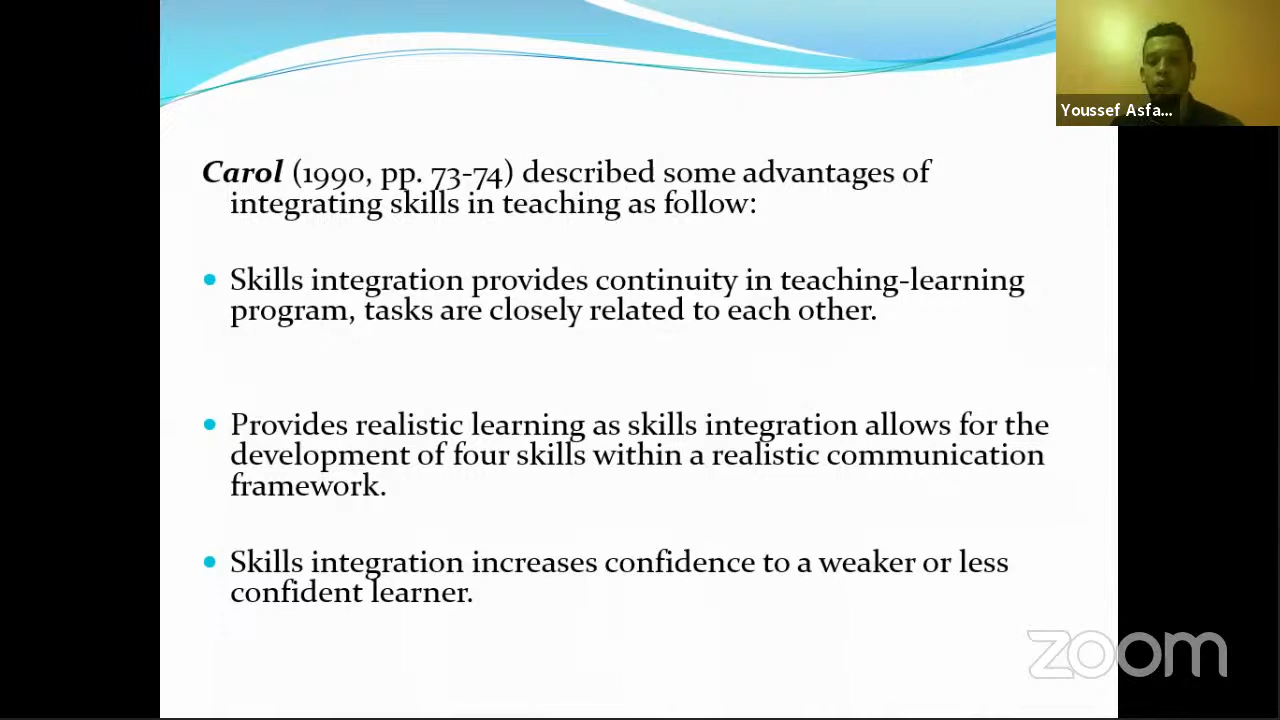 Youssef Asfa...
Carol (1990, pp. 73-74) described some advantages of
integrating skills in teaching as follow:
• Skills integration provides continuity in teaching-learning
program, tasks are closely related to each other.
• Provides realistic learning as skills integration allows for the
development of four skills within a realistic communication
framework.
• Skills integration increases confidence to a weaker or less
confident learner.
zoom